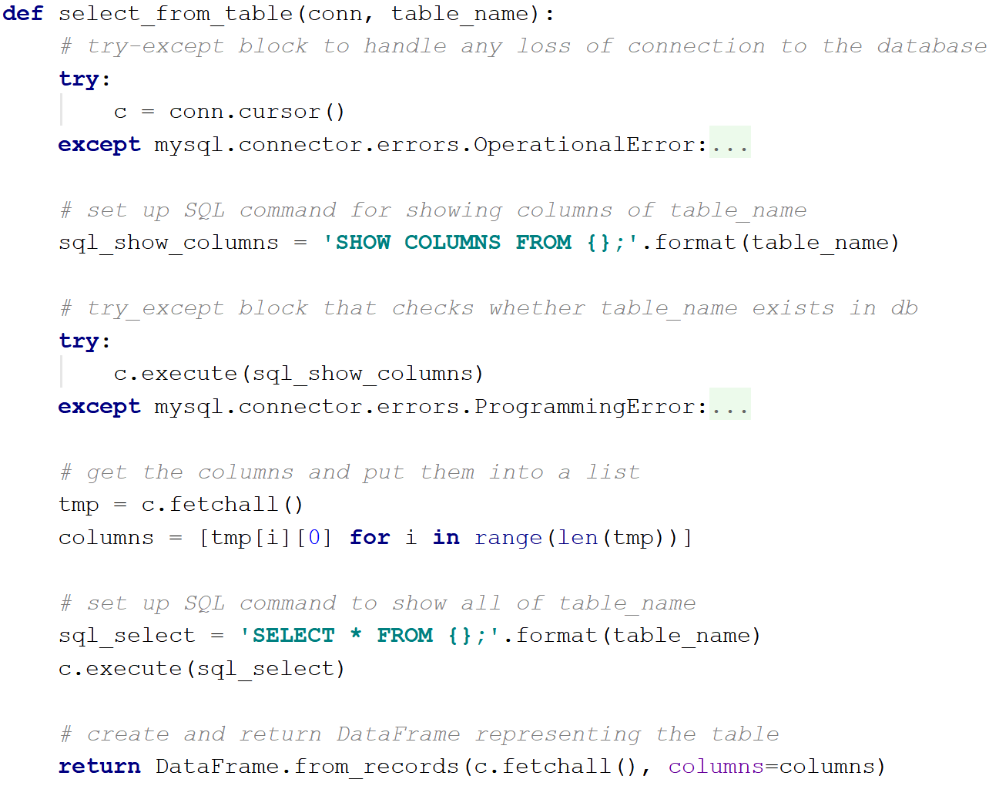 def select_from_table(conn, table_name):
    # try-except block to handle any loss of connection to the database
    try:
        c = conn.cursor()
    except mysql.connector.errors.OperationalError:...
    # set up SQL command for showing columns of table_name
    sql_show_columns = 'SHOW COLUMNS FROM {};'.format(table_name)
    # try_except block that checks whether table_name exists in db
    try:
        c.execute(sql_show_columns)
    except mysql.connector.errors.ProgrammingError:...
    # get the columns and put them into a list
    tmp = c.fetchall()
    columns = [tmp[i][0] for i in range(len(tmp))]
    # set up SQL command to show all of table_name
    sql_select = 'SELECT * FROM {};'.format(table_name)
    c.execute(sql_select)
    # create and return DataFrame representing the table
    return DataFrame.from_records(c.fetchall(), columns=columns)